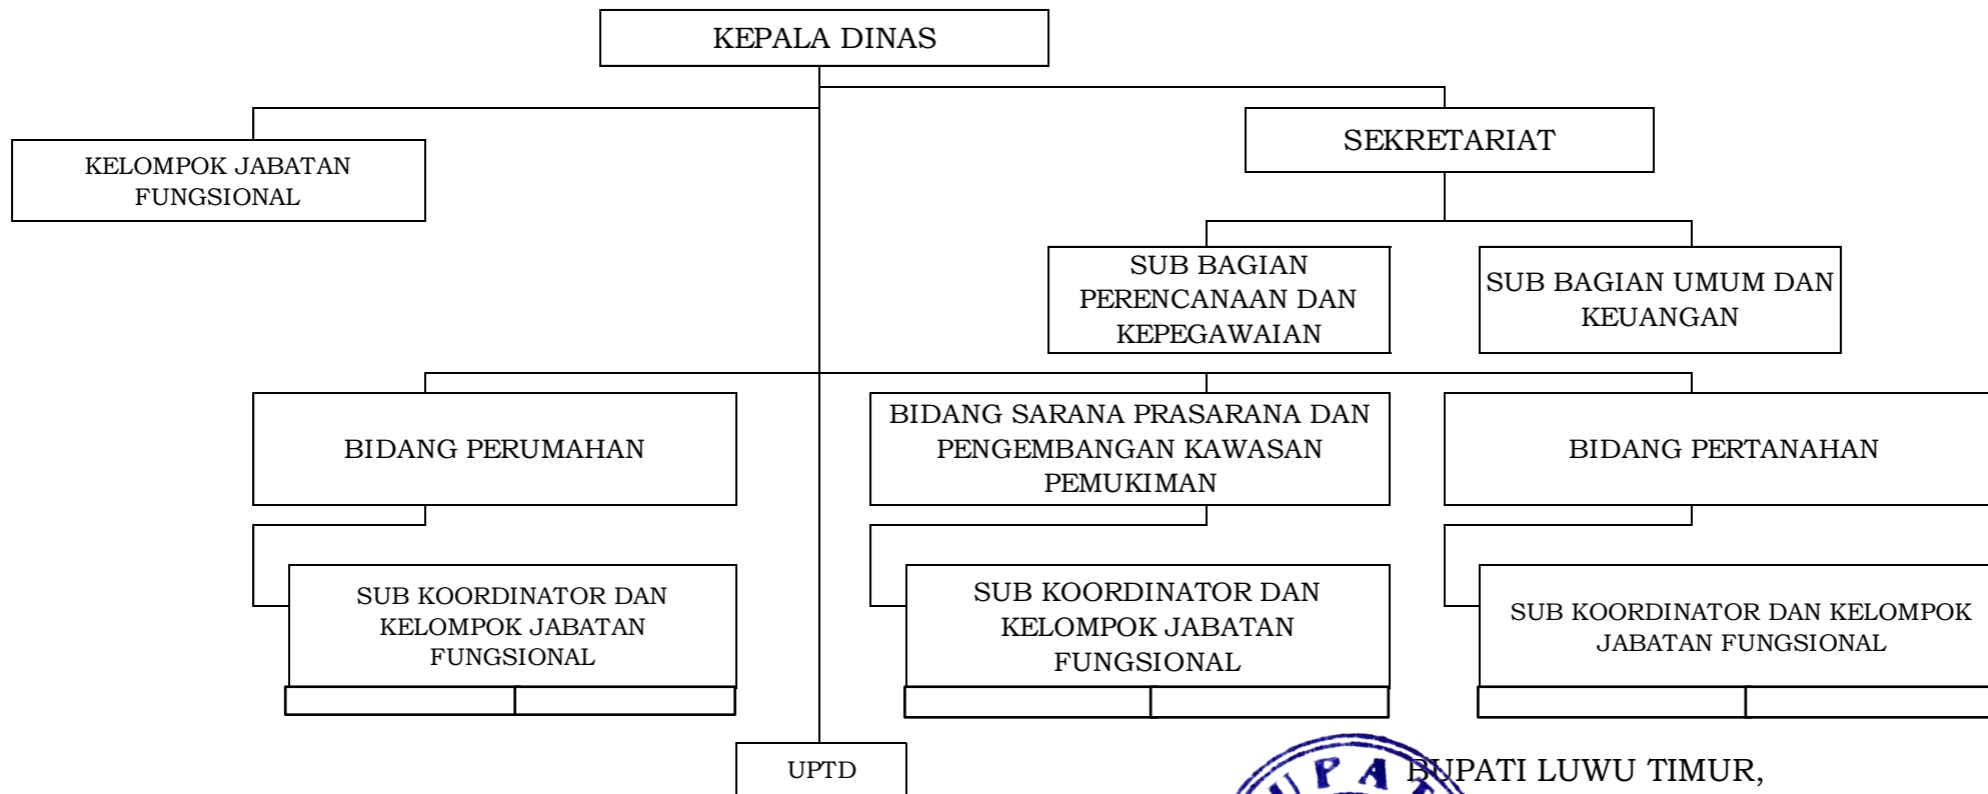 KEPALA DINAS
KELOMPOK JABATAN
FUNGSIONAL
SEKRETARIAT
SUB BAGIAN
PERENCANAAN DAN
KEPEGAWAIAN
SUB BAGIAN UMUM DAN
KEUANGAN
BIDANG PERUMAHAN
BIDANG SARANA PRASARANA DAN
PENGEMBANGAN KAWASAN
PEMUKIMAN
BIDANG PERTANAHAN
SUB KOORDINATOR DAN
KELOMPOK JABATAN
FUNGSIONAL
SUB KOORDINATOR DAN
KELOMPOK JABATAN
FUNGSIONAL
SUB KOORDINATOR DAN KELOMPOK
JABATAN FUNGSIONAL
UPTD
BUPATI LUWU TIMUR,